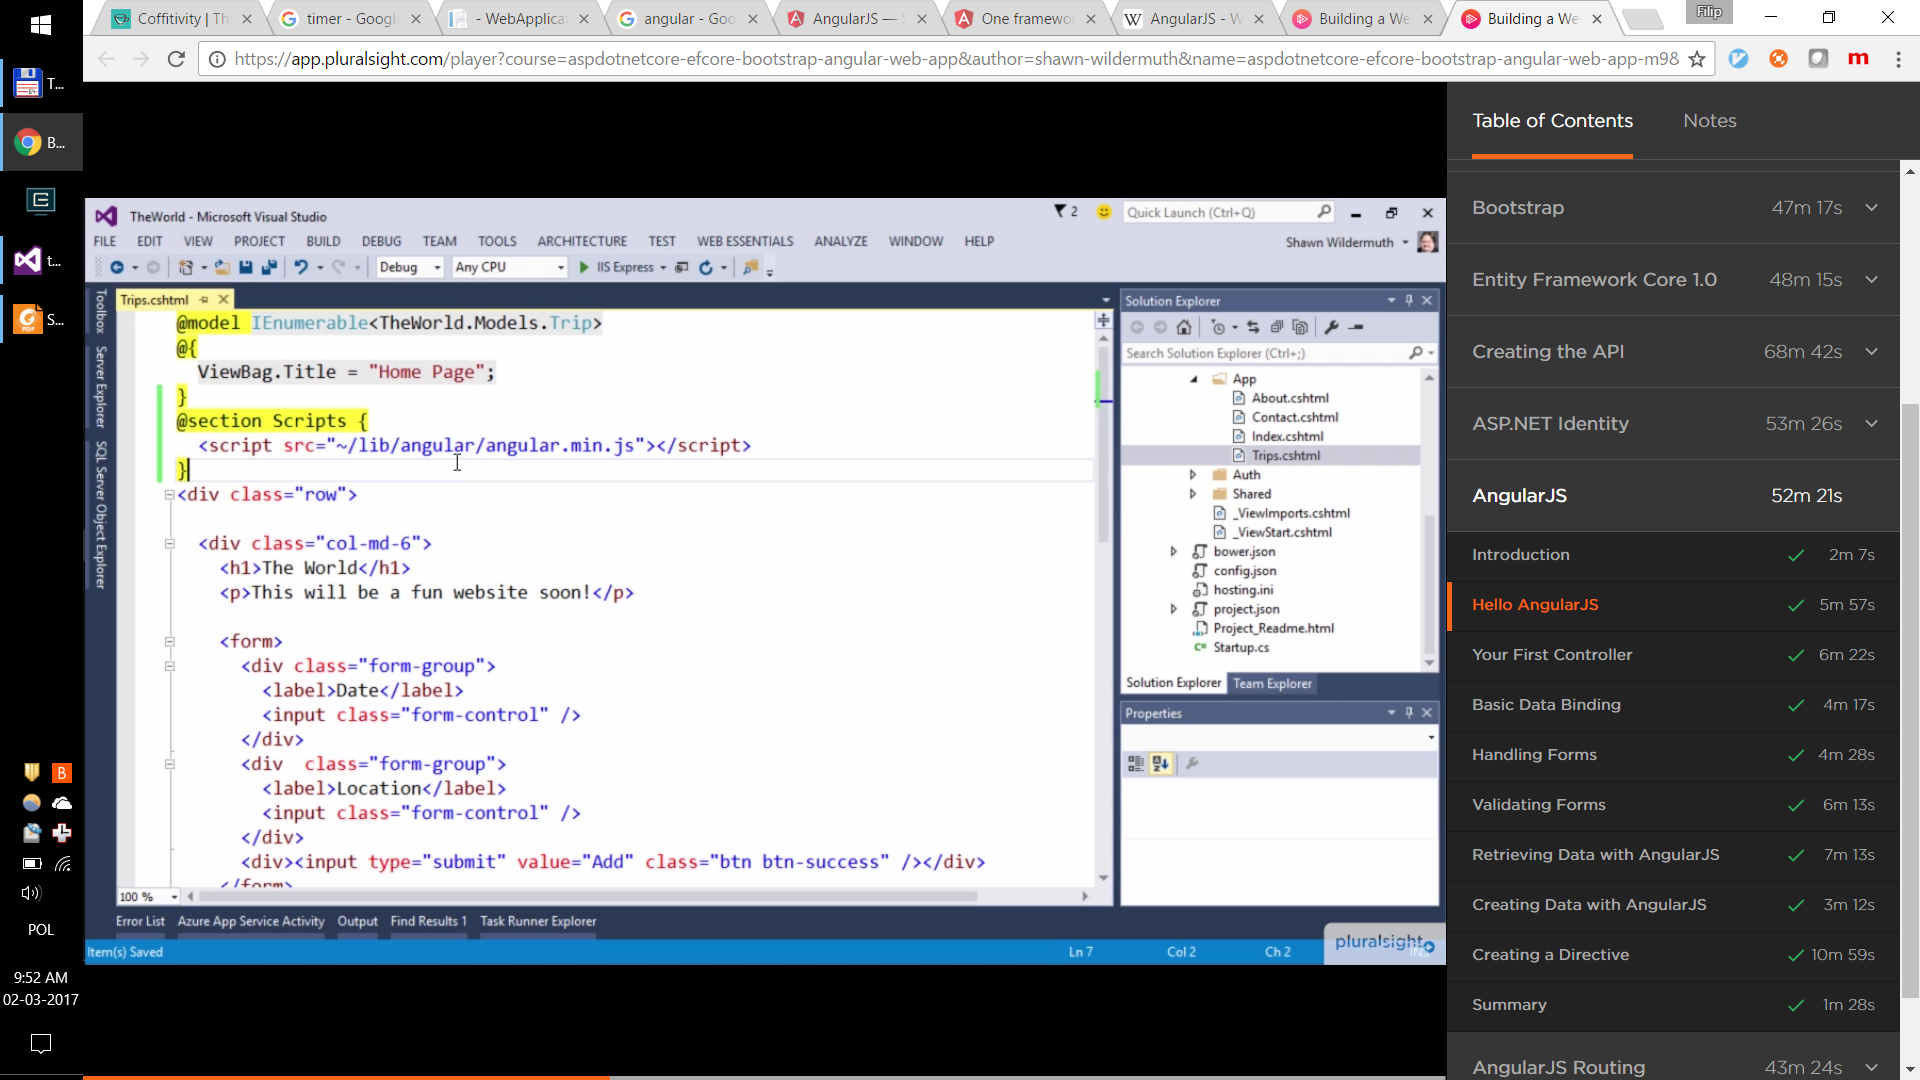 Coffitivity | Th
timer - Google
- WebApplicat
angular - Goo
AngularJS — S
One framewor
AngularJS - W
Building a We
Building a We
Filip
https://app.pluralsight.com/player?course=aspdotnetcore-efcore-bootstrap-angular-web-app&author=shawn-wildermuth&name=aspdotnetcore-efcore-bootstrap-angular-web-app-m98
T...
B...
t...
S...
POL
9:52 AM
02-03-2017
TheWorld - Microsoft Visual Studio
2
Quick Launch (Ctrl+Q)
FILE EDIT VIEW PROJECT BUILD DEBUG TEAM TOOLS ARCHITECTURE TEST WEB ESSENTIALS ANALYZE WINDOW HELP
Shawn Wildermuth
Debug Any CPU IIS Express
Toolbox
Server Explorer
SQL Server Object Explorer
Trips.cshtml
@model IEnumerable<TheWorld.Models.Trip>
@{
ViewBag.Title = "Home Page";
}
@section Scripts {
<script src="~/lib/angular/angular.min.js"></script>
}
<div class="row">
<div class="col-md-6">
<h1>The World</h1>
<p>This will be a fun website soon!</p>
<form>
<div class="form-group">
<label>Date</label>
<input class="form-control" />
</div>
<div  class="form-group">
<label>Location</label>
<input class="form-control" />
</div>
<div><input type="submit" value="Add" class="btn btn-success" /></div>
</form>
100 %
Solution Explorer
Search Solution Explorer (Ctrl+;)
App
About.cshtml
Contact.cshtml
Index.cshtml
Trips.cshtml
Auth
Shared
_ViewImports.cshtml
_ViewStart.cshtml
bower.json
config.json
hosting.ini
project.json
Project_Readme.html
Startup.cs
Solution Explorer Team Explorer
Properties
Error List Azure App Service Activity Output Find Results 1 Task Runner Explorer
Item(s) Saved
Ln 7 Col 2 Ch 2 INS
pluralsight
Table of Contents Notes
Bootstrap 47m 17s
Entity Framework Core 1.0 48m 15s
Creating the API 68m 42s
ASP.NET Identity 53m 26s
AngularJS 52m 21s
Introduction 2m 7s
Hello AngularJS 5m 57s
Your First Controller 6m 22s
Basic Data Binding 4m 17s
Handling Forms 4m 28s
Validating Forms 6m 13s
Retrieving Data with AngularJS 7m 13s
Creating Data with AngularJS 3m 12s
Creating a Directive 10m 59s
Summary 1m 28s
AngularJS Routing 43m 24s